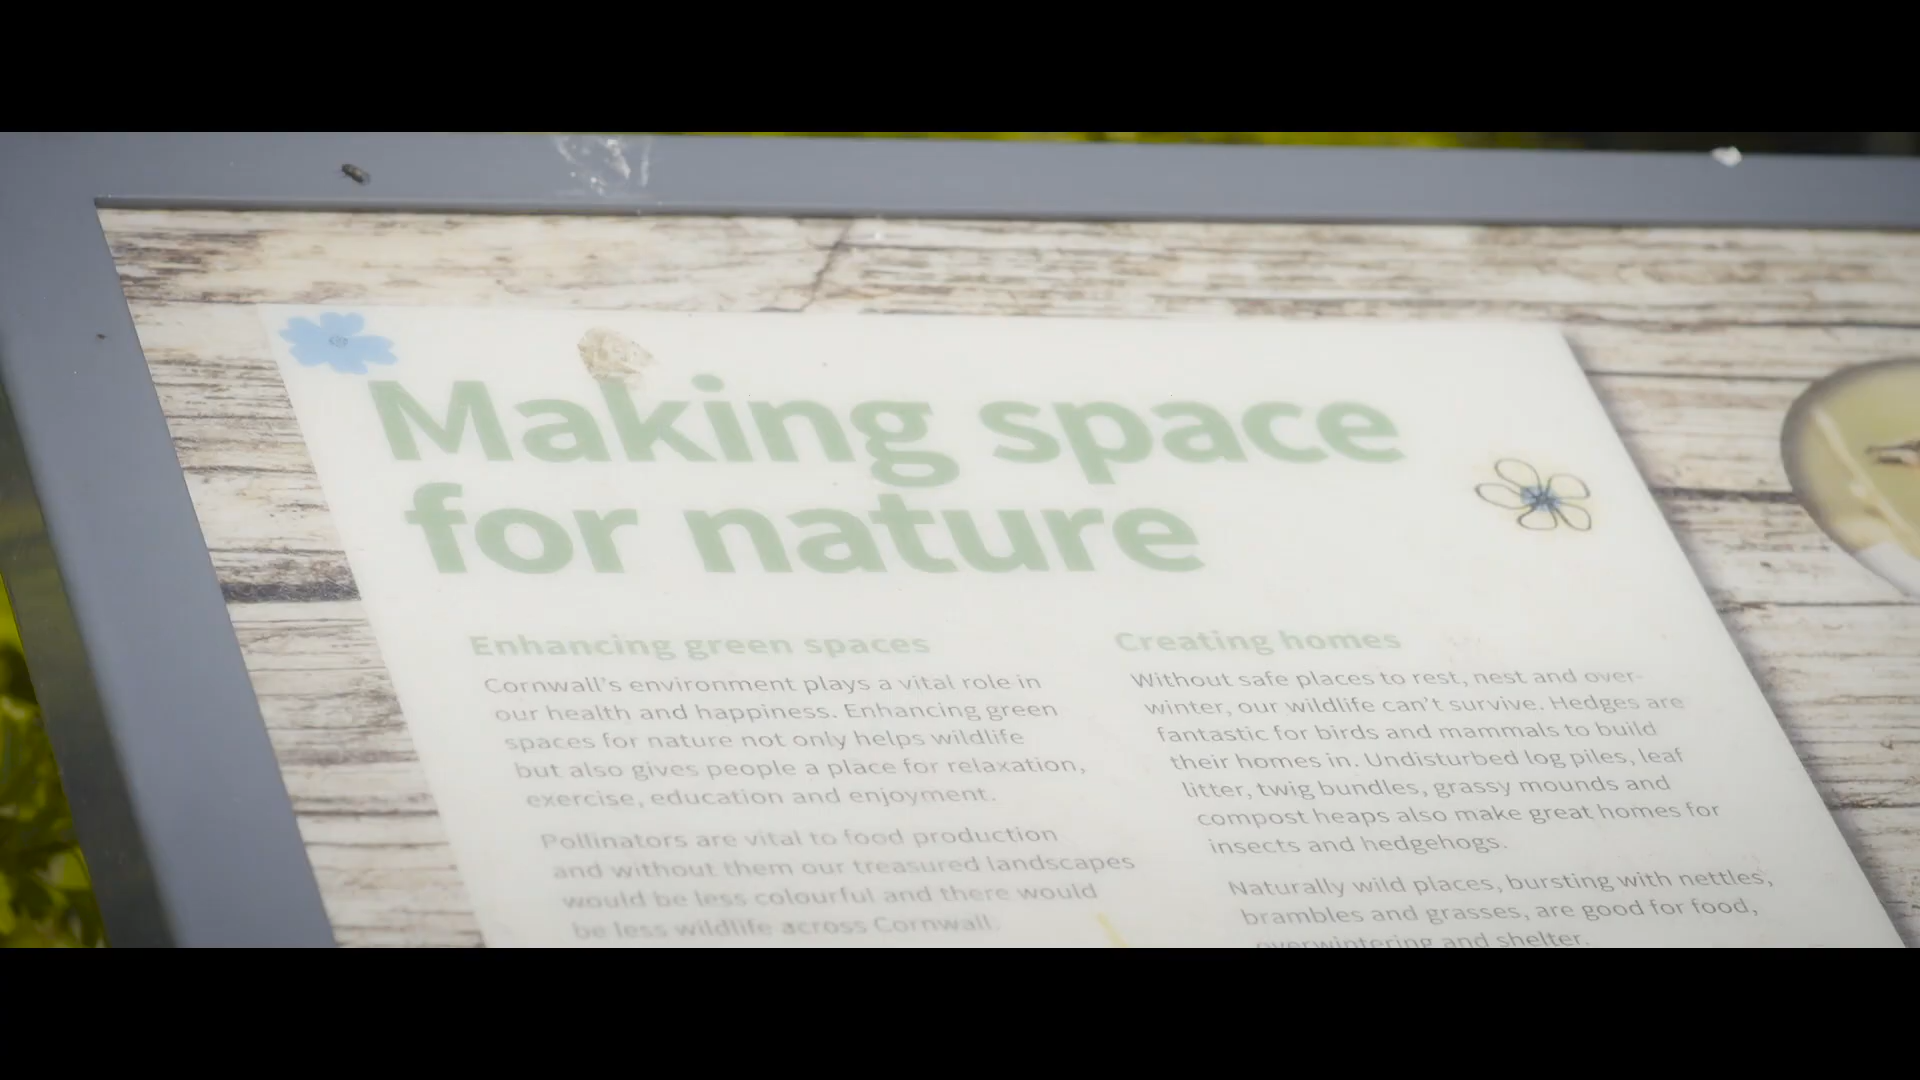 Making space
for nature
Enhancing green spaces
Cornwall's environment plays a vital role in
our health and happiness. Enhancing green
spaces for nature not only helps wildlife
but also gives people a place for relaxation,
exercise, education and enjoyment.
Pollinators are vital to food production
and without them our treasured landscapes
would be less colourful and there would
be less wildlife across Cornwall.
Creating homes
Without safe places to rest, nest and over-
winter, our wildlife can't survive. Hedges are
fantastic for birds and mammals to build
their homes in. Undisturbed log piles, leaf
litter, twig bundles, grassy mounds and
compost heaps also make great homes for
insects and hedgehogs.
Naturally wild places, bursting with nettles,
brambles and grasses, are good for food,
overwintering and shelter.